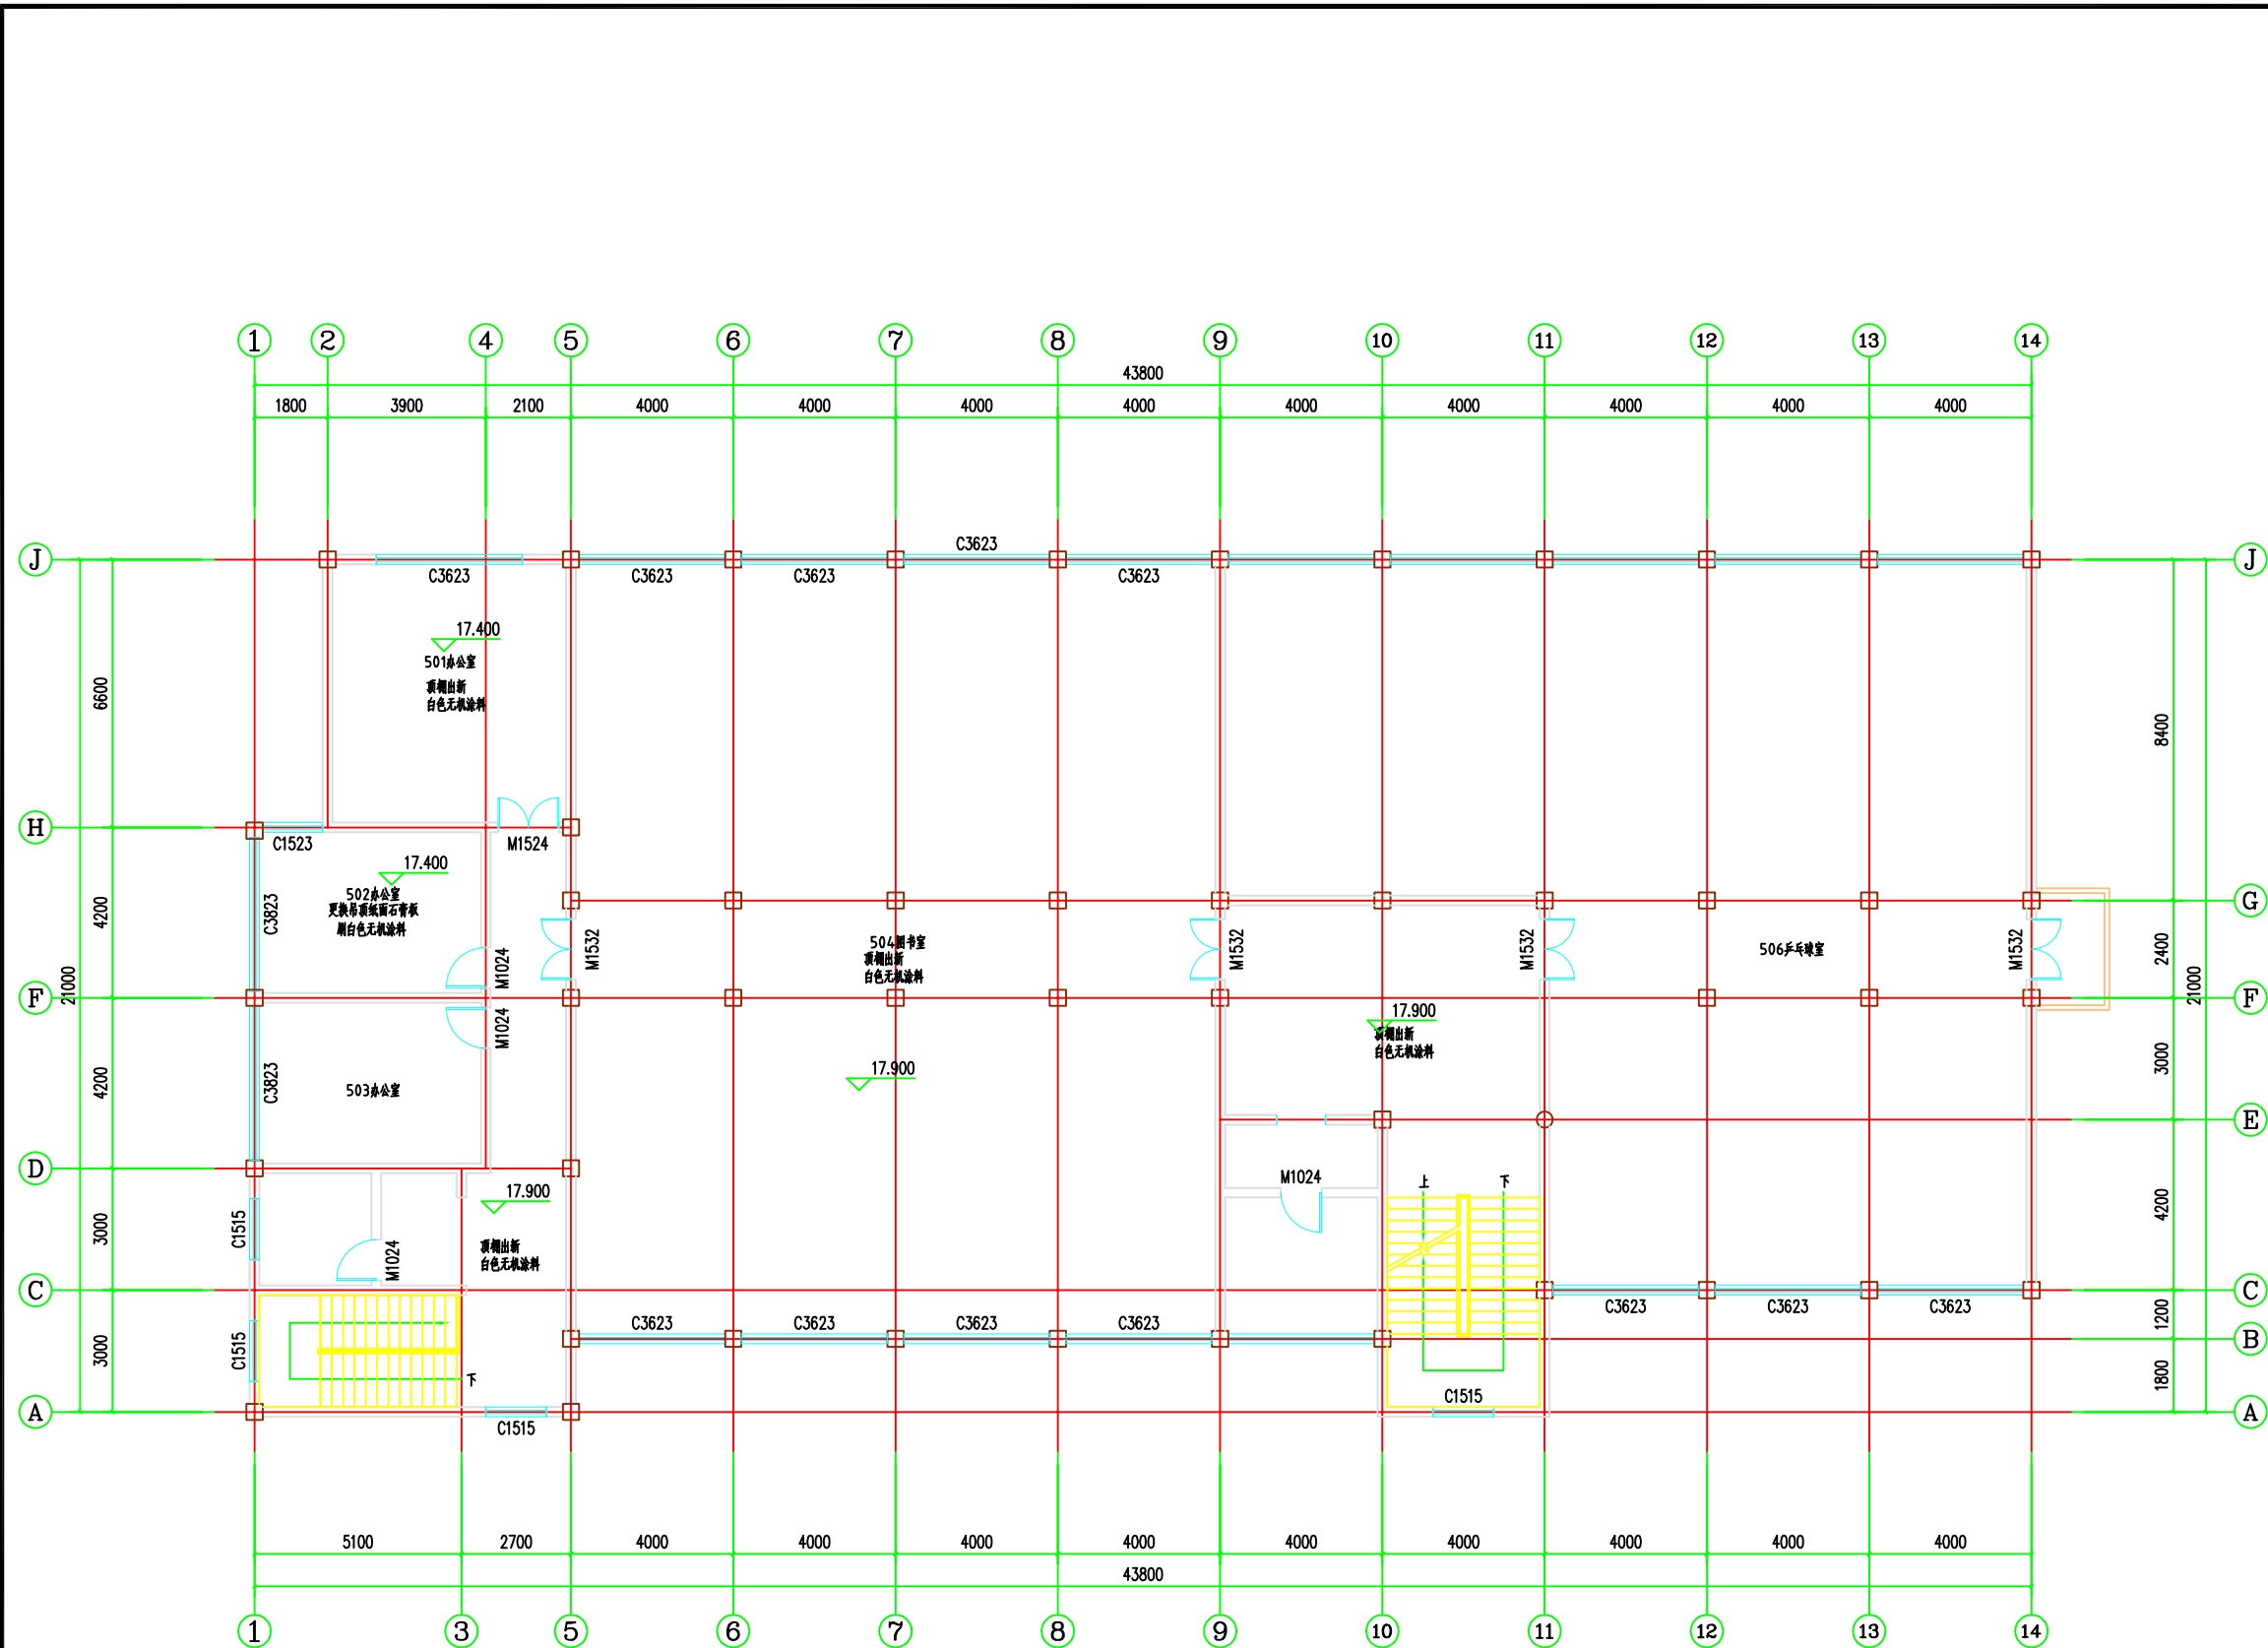 1 2 4 5 6 7 8 9 10 11 12 13 14
43800
1800 3900 2100 4000 4000 4000 4000 4000 4000 4000 4000 4000
J C3623 J
C3623 C3623 C3623 C3623
17.400
501办公室
顶棚出新
白色无机涂料
6600
8400
H
C1523 M1524
17.400
502办公室
更换吊顶纸面石膏板
刷白色无机涂料
C3823
4200
G
M1024
M1532
504图书室
顶棚出新
白色无机涂料
M1532
M1532
506乒乓球室
M1532
2400
21000
21000
F F
M1024
17.900
顶棚出新
白色无机涂料
17.900
503办公室
C3823
4200
3000
E
D
M1024
上 下
17.900
C1515
3000
4200
顶棚出新
白色无机涂料
M1024
C C
C3623 C3623 C3623
C3623 C3623 C3623 C3623
1200
B
C1515
3000
下
1800
C1515
A A
C1515
5100 2700 4000 4000 4000 4000 4000 4000 4000 4000 4000
43800
1 3 5 6 7 8 9 10 11 12 13 14